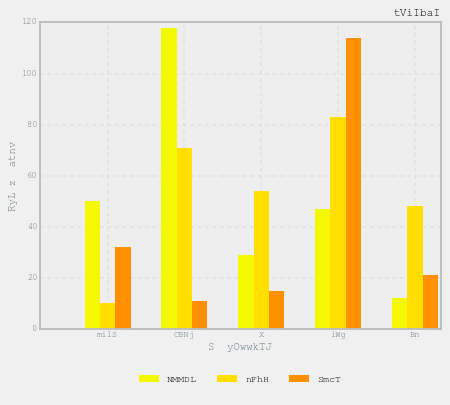 tViIbaI
120
100
80
60
40
20
0
RyL z atnv
milS CBNj X iWg Bn
S yOwwkTJ
NMMDL nFhH SmcT